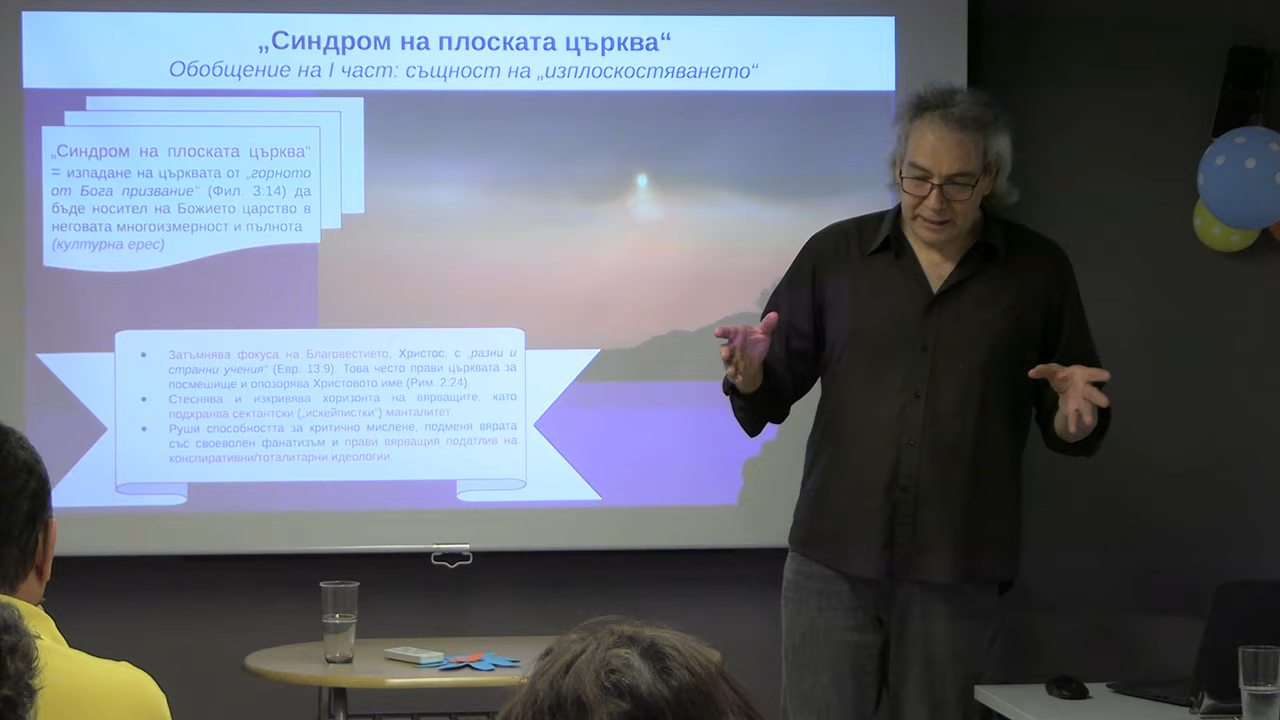 „Синдром на плоската църква“
Обобщение на I част: същност на „изплоскостяването“
„Синдром на плоската църква“
= изпадане на църквата от „горното
от Бога призвание“ (Фил. 3:14) да
бъде носител на Божието царство в
неговата многоизмерност и пълнота
(културна ерес)
• Затъмнява фокуса на Благовестието, Христос, с „разни и
странни учения“ (Евр. 13:9). Това често прави църквата за
посмешище и опозорява Христовото име (Рим. 2:24)
• Стеснява и изкривява хоризонта на вярващите, като
подхранва сектантски („искейпистки“) манталитет.
• Руши способността за критично мислене, подменя вярата
със своеволен фанатизъм и прави вярващия податлив на
конспиративни/тоталитарни идеологии